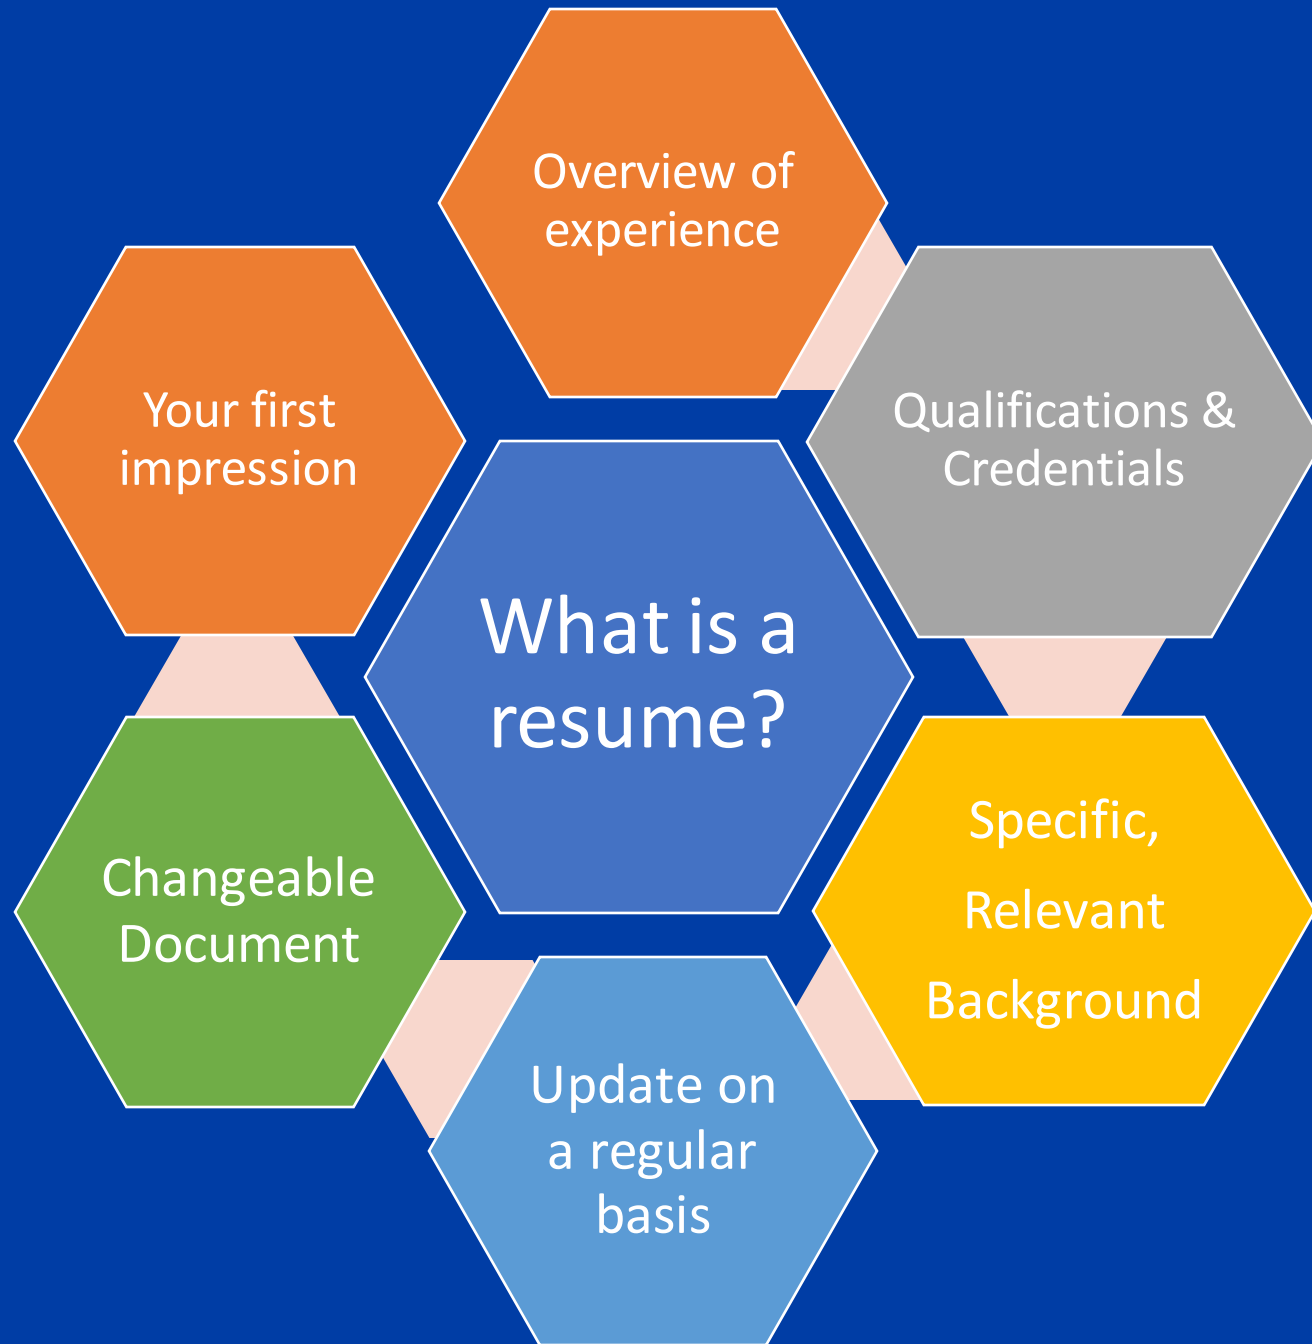 Overview of
experience
Your first
impression
Qualifications &
Credentials
What is a
resume?
Specific,
Relevant
Background
Changeable
Document
Update on
a regular
basis